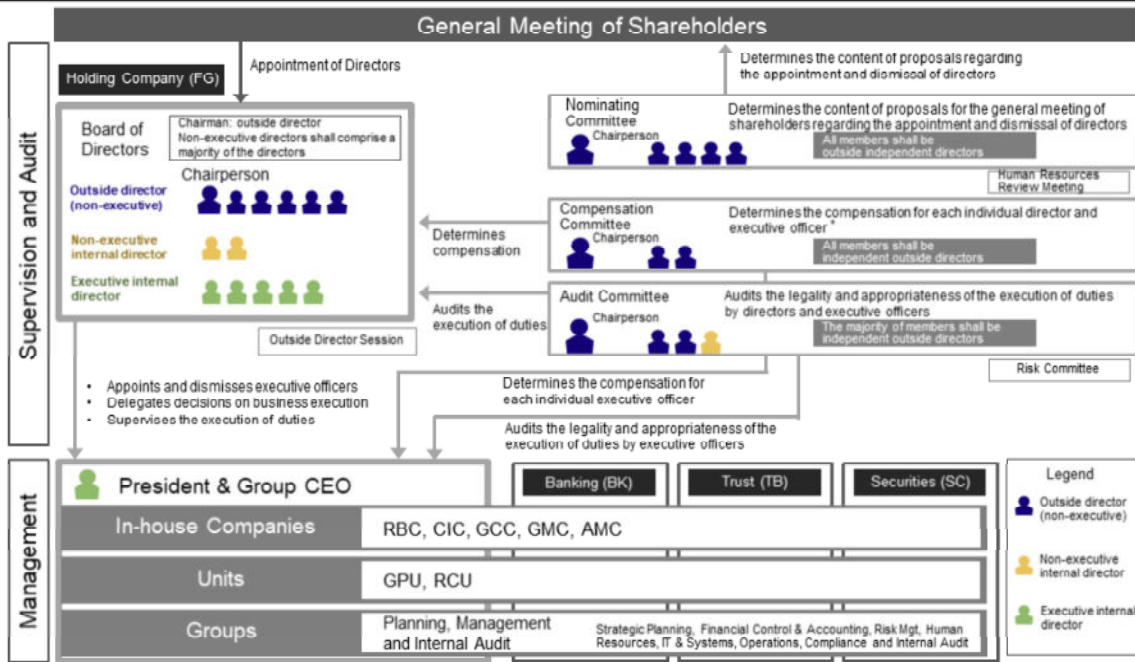 General Meeting of Shareholders
Supervision and Audit
Holding Company (FG)
Appointment of Directors
Determines the content of proposals regarding
the appointment and dismissal of directors
Board of
Directors
Chairman: outside director
Non-executive directors shall comprise a
majority of the directors
Chairperson
Outside director
(non-executive)
Non-executive
internal director
Executive internal
director
Outside Director Session
Nominating
Committee
Chairperson
Determines the content of proposals for the general meeting of
shareholders regarding the appointment and dismissal of directors
All members shall be
outside independent directors
Human Resources
Review Meeting
Determines
compensation
Compensation
Committee
Chairperson
Determines the compensation for each individual director and
executive officer *
All members shall be
independent outside directors
Audits the
execution of duties
Audit Committee
Chairperson
Audits the legality and appropriateness of the execution of duties
by directors and executive officers
The majority of members shall be
independent outside directors
Risk Committee
• Appoints and dismisses executive officers
• Delegates decisions on business execution
- Supervises the execution of duties
Determines the compensation for
each individual executive officer
Audits the legality and appropriateness of the
execution of duties by executive officers
Management
President & Group CEO
Banking (BK)
Trust (TB)
Securities (SC)
In-house Companies
RBC, CIC, GCC, GMC, AMC
Units
GPU, RCU
Groups
Planning, Management
and Internal Audit
Strategic Planning, Financial Control & Accounting, Risk Mgt, Human
Resources, IT & Systems, Operations, Compliance and Internal Audit
Legend
Outside director
(non-executive)
Non-executive
internal director
Executive internal
director